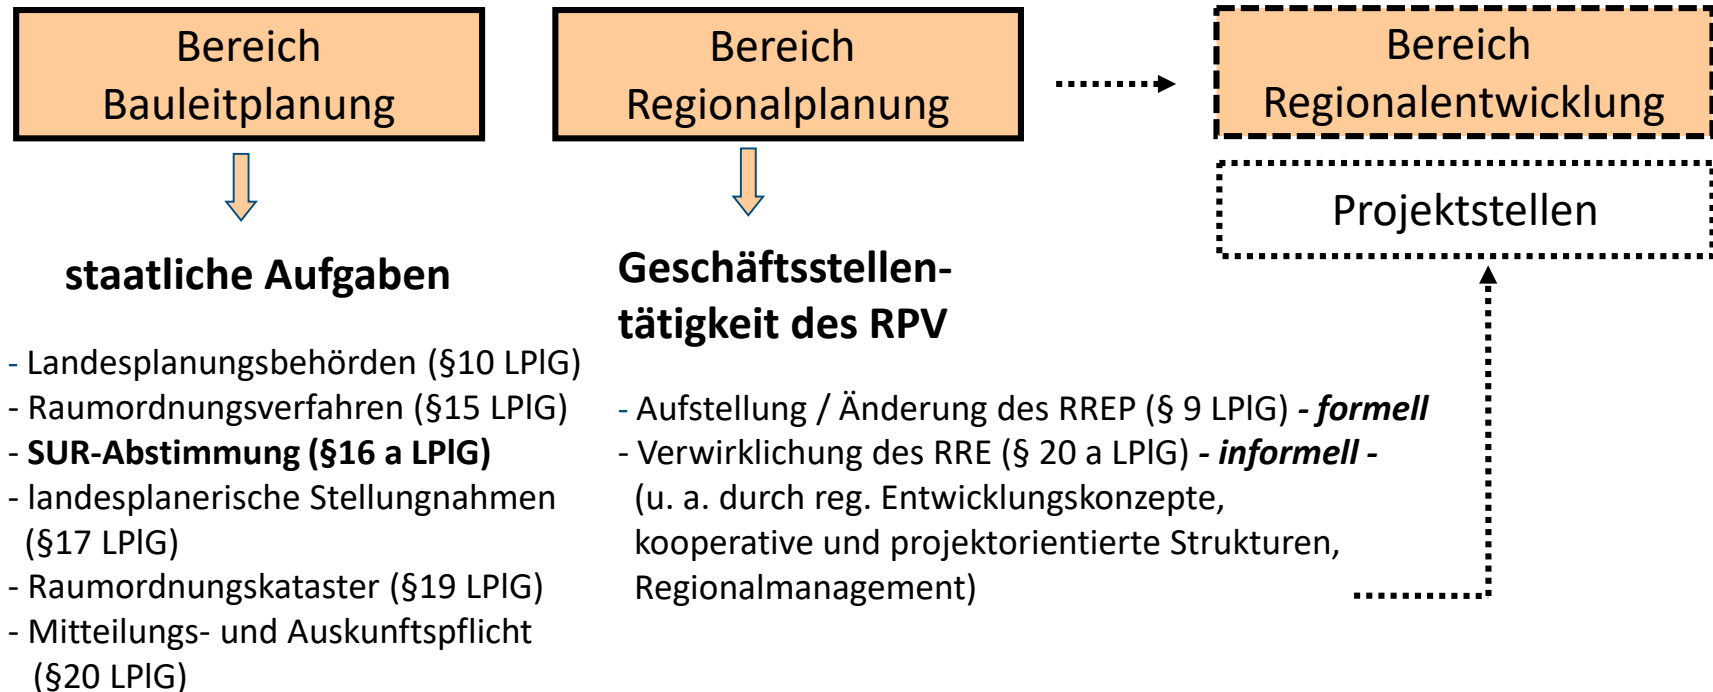 Bereich
Bauleitplanung
Bereich
Regionalplanung
Bereich
Regionalentwicklung
Projektstellen
staatliche Aufgaben
- Landesplanungsbehörden (§10 LPlG)
- Raumordnungsverfahren (§15 LPlG)
- SUR-Abstimmung (§16 a LPlG)
- landesplanerische Stellungnahmen
(§17 LPlG)
- Raumordnungskataster (§19 LPlG)
- Mitteilungs- und Auskunftspflicht
(§20 LPlG)
Geschäftsstellen-
tätigkeit des RPV
- Aufstellung / Änderung des RREP (§ 9 LPlG) - formell
- Verwirklichung des RRE (§ 20 a LPlG) - informell -
(u. a. durch reg. Entwicklungskonzepte,
kooperative und projektorientierte Strukturen,
Regionalmanagement)